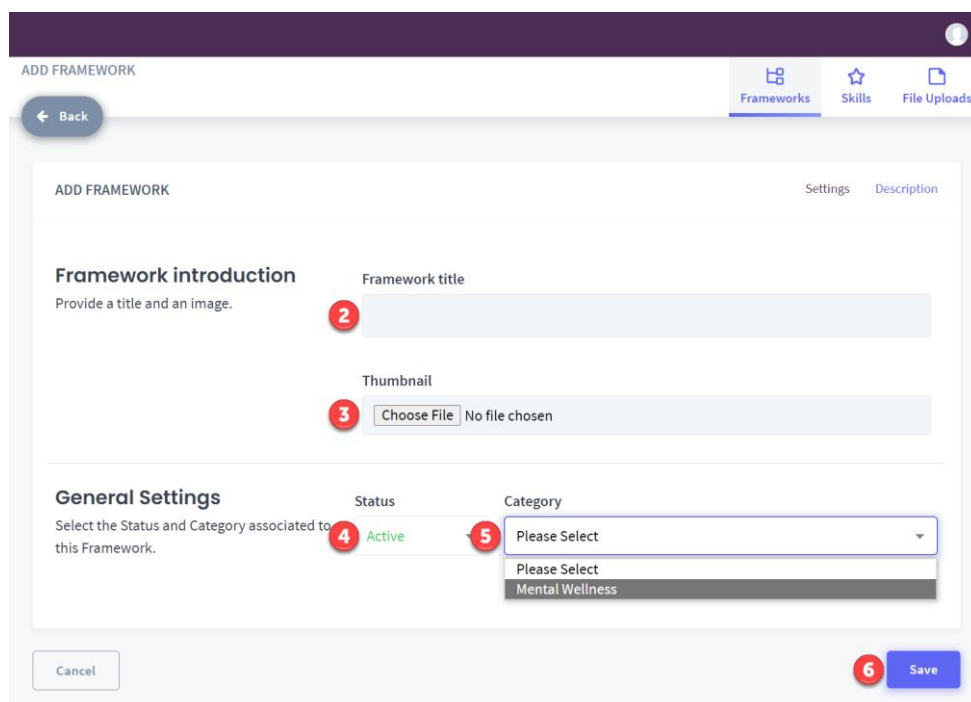 ADD FRAMEWORK
Frameworks
Skills
File Uploads
Back
ADD FRAMEWORK
Settings
Description
Framework introduction
Provide a title and an image.
Framework title
2
Thumbnail
3
Choose File No file chosen
General Settings
Select the Status and Category associated to
this Framework.
Status
4 Active
Category
5 Please Select
Please Select
Mental Wellness
Cancel
6 Save